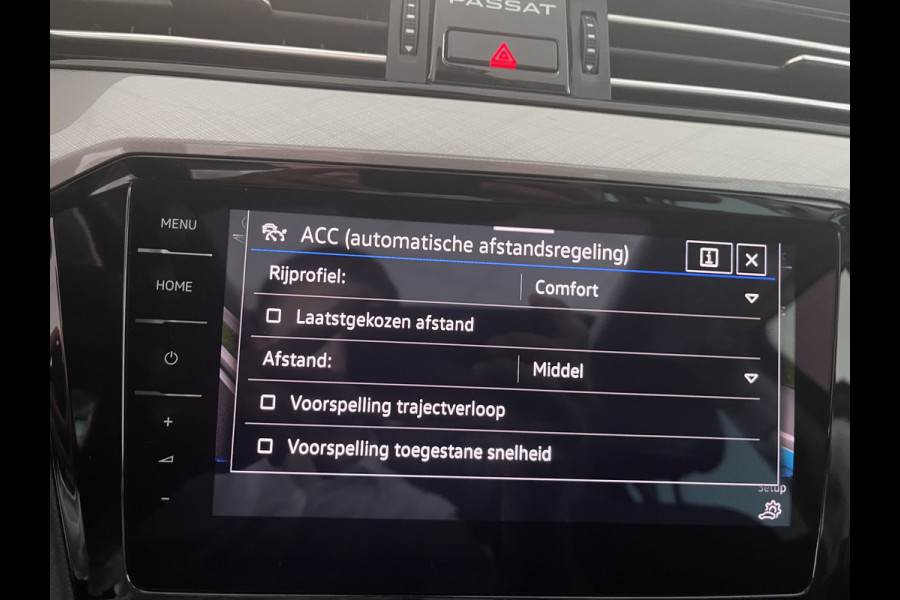 PASSAT
MENU
HOME
ACC (automatische afstandsregeling)
Rijprofiel: Comfort
Laatstgekozen afstand
Afstand: Middel
Voorspelling trajectverloop
Voorspelling toegestane snelheid
Setup